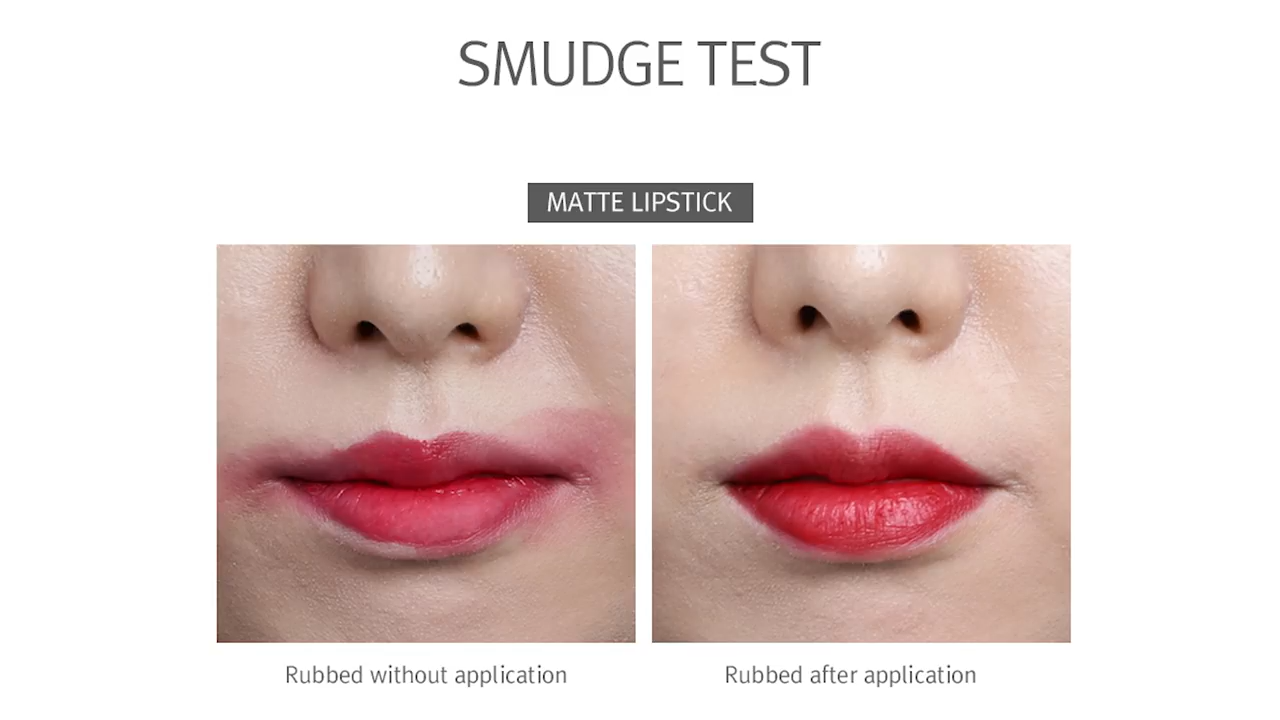 SMUDGE TEST
MATTE LIPSTICK
Rubbed without application
Rubbed after application